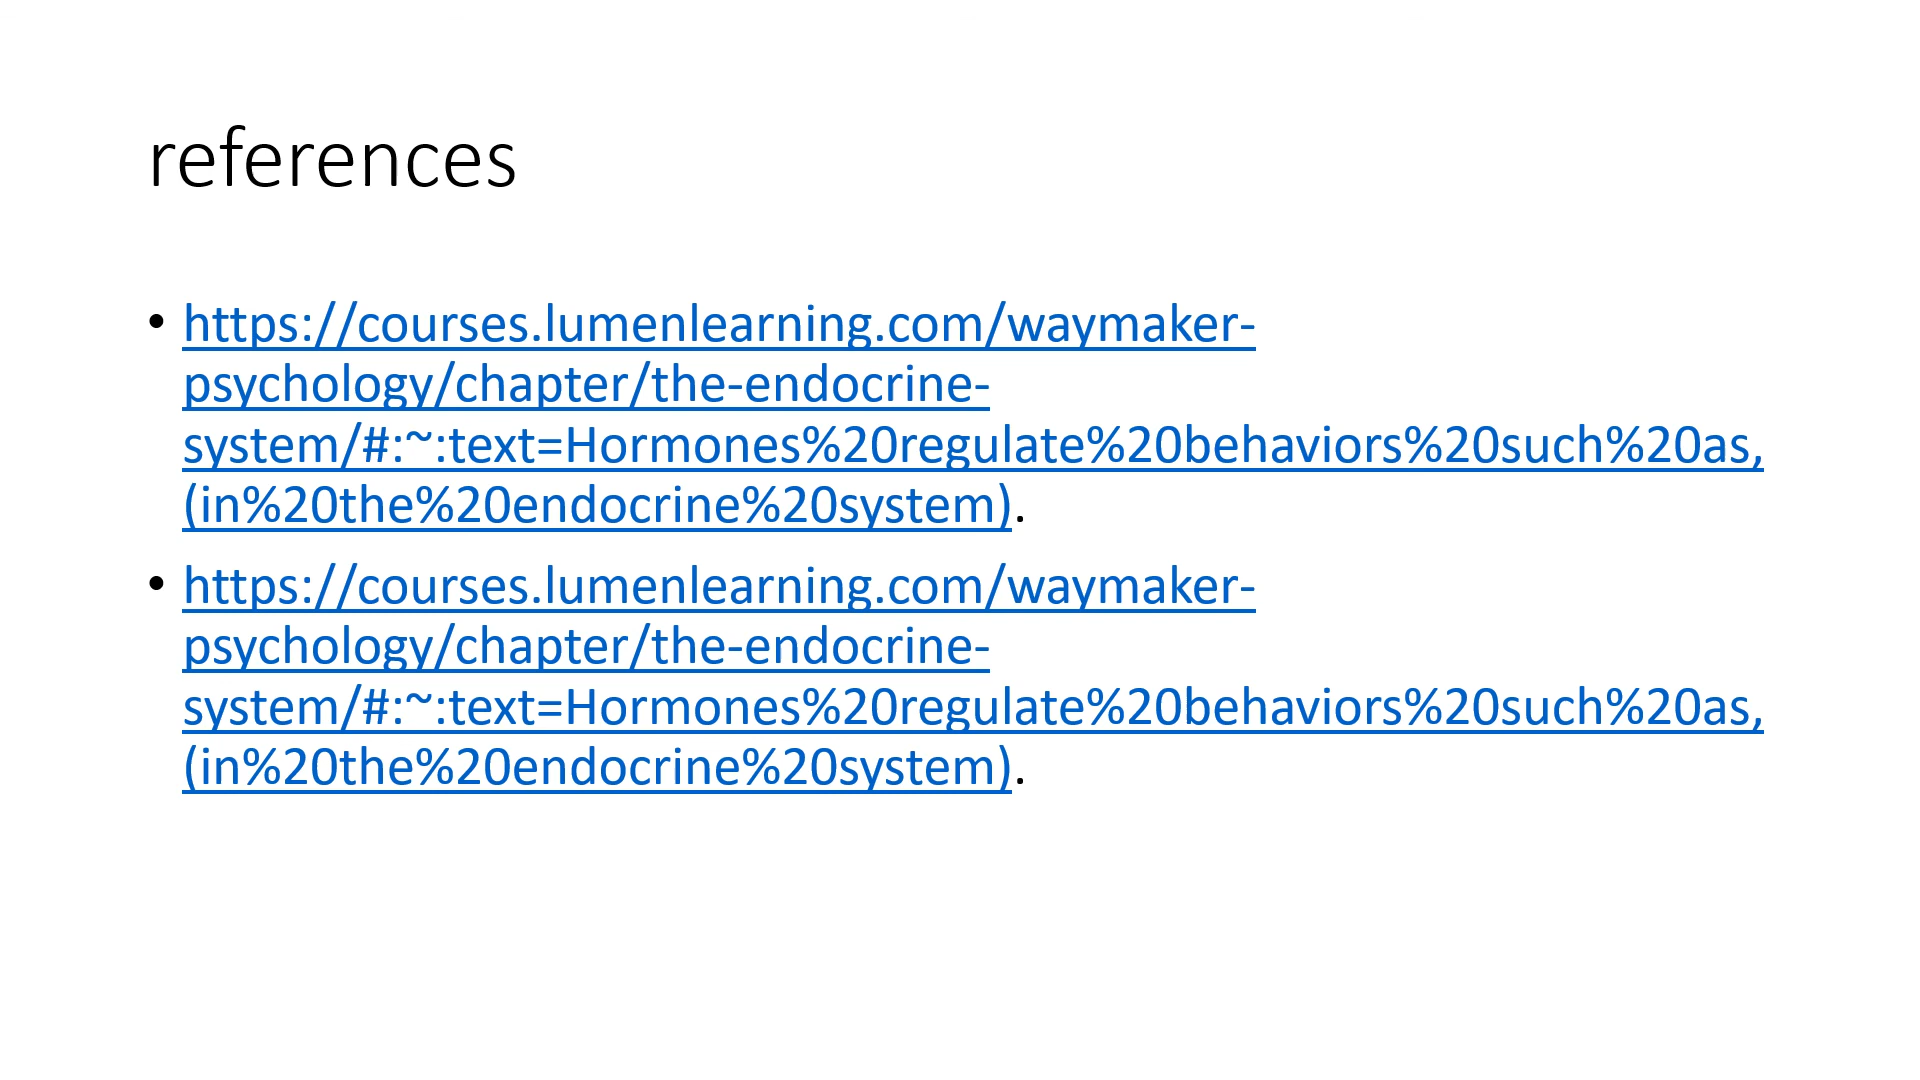 references
• https://courses.lumenlearning.com/waymaker-
psychology/chapter/the-endocrine-
system/#:~:text=Hormones%20regulate%20behaviors%20such%20as,
(in%20the%20endocrine%20system).
• https://courses.lumenlearning.com/waymaker-
psychology/chapter/the-endocrine-
system/#:~:text=Hormones%20regulate%20behaviors%20such%20as,
(in%20the%20endocrine%20system).